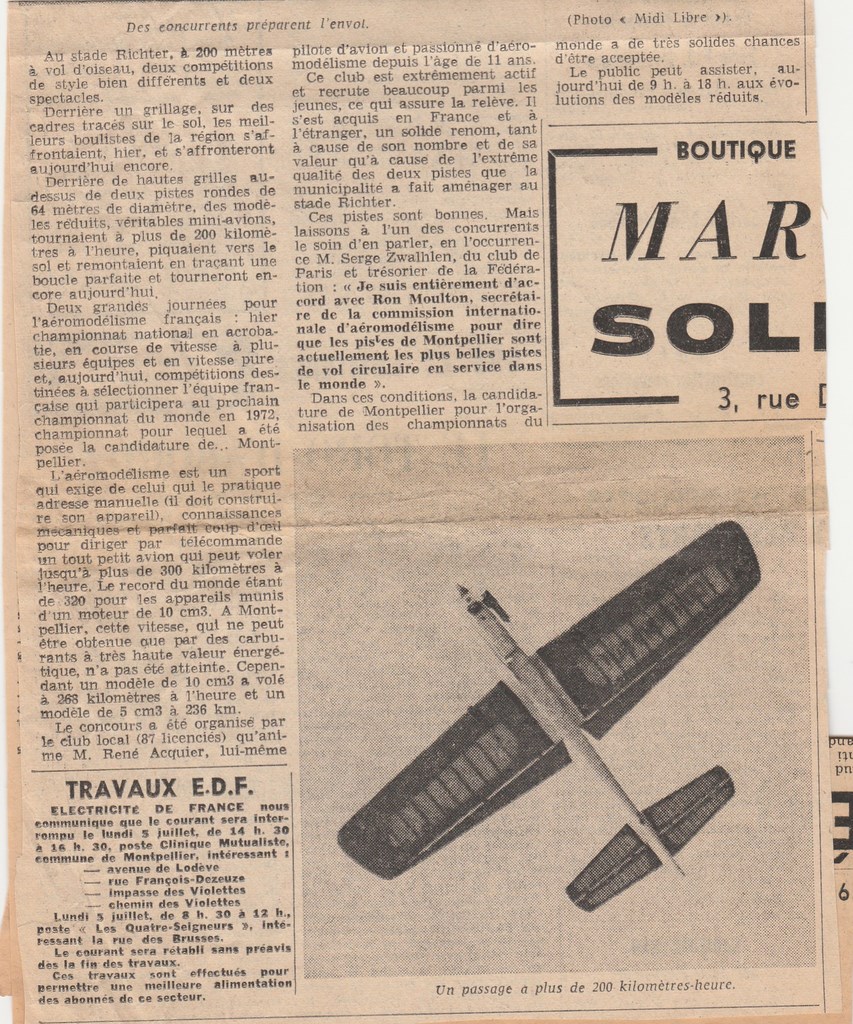 Des concurrents préparent l'envol.
(Photo « Midi Libre »).
Au stade Richter, à 200 mètres
à vol d'oiseau, deux compétitions
de style bien différents et deux
spectacles.
Derrière un grillage, sur des
cadres tracés sur le sol, les meil-
leurs boulistes de la région s'af-
frontaient, hier, et s'affronteront
aujourd'hui encore.
Derrière de hautes grilles au-
dessus de deux pistes rondes de
64 mètres de diamètre, des modè-
les réduits, véritables mini-avions,
tournaient à plus de 200 kilomè-
tres à l'heure, piquaient vers le
sol et remontaient en traçant une
boucle parfaite et tourneront en-
core aujourd'hui.
Deux grandes journées pour
l'aéromodélisme français : hier
championnat national en acroba-
tie, en course de vitesse à plu-
sieurs équipes et en vitesse pure
et, aujourd'hui, compétitions des-
tinées à sélectionner l'équipe fran-
çaise qui participera au prochain
championnat du monde en 1972,
championnat pour lequel a été
posée la candidature de... Mont-
pellier.
L'aéromodélisme est un sport
qui exige de celui qui le pratique
adresse manuelle (il doit construi-
re son appareil), connaissances
mécaniques et parfait coup d'œil
pour diriger par télécommande
un tout petit avion qui peut voler
jusqu'à plus de 300 kilomètres à
l'heure. Le record du monde étant
de 320 pour les appareils munis
d'un moteur de 10 cm3. A Mont-
pellier, cette vitesse, qui ne peut
être obtenue que par des carbu-
rants à très haute valeur énergé-
tique, n'a pas été atteinte. Cepen-
dant un modèle de 10 cm3 a volé
à 268 kilomètres à l'heure et un
modèle de 5 cm3 à 236 km.
Le concours a été organisé par
le club local (87 licenciés) qu'ani-
me M. René Acquier, lui-même
pilote d'avion et passionné d'aéro-
modélisme depuis l'âge de 11 ans.
Ce club est extrêmement actif
et recrute beaucoup parmi les
jeunes, ce qui assure la relève. Il
s'est acquis en France et à
l'étranger, un solide renom, tant
à cause de son nombre et de sa
valeur qu'à cause de l'extrême
qualité des deux pistes que la
municipalité a fait aménager au
stade Richter.
Ces pistes sont bonnes. Mais
laissons à l'un des concurrents
le soin d'en parler, en l'occurren-
ce M. Serge Zwalhlen, du club de
Paris et trésorier de la Fédéra-
tion : « Je suis entièrement d'ac-
cord avec Ron Moulton, secrétai-
re de la commission internatio-
nale d'aéromodélisme pour dire
que les pistes de Montpellier sont
actuellement les plus belles pistes
de vol circulaire en service dans
le monde ».
Dans ces conditions, la candida-
ture de Montpellier pour l'orga-
nisation des championnats du
monde a de très solides chances
d'être acceptée.
Le public peut assister, au-
jourd'hui de 9 h. à 18 h. aux évo-
lutions des modèles réduits.
BOUTIQUE
MAR
SOLI
3, rue D
TRAVAUX E.D.F.
ELECTRICITÉ DE FRANCE nous
communique que le courant sera inter-
rompu le lundi 5 juillet, de 14 h. 30
à 16 h. 30, poste Clinique Mutualiste,
commune de Montpellier, intéressant :
— avenue de Lodève
— rue François-Dezeuze
— impasse des Violettes
— chemin des Violettes
Lundi 5 juillet, de 8 h. 30 à 12 h.,
poste « Les Quatre-Seigneurs », inté-
ressant la rue des Brusses.
Le courant sera rétabli sans préavis
dès la fin des travaux.
Ces travaux sont effectués pour
permettre une meilleure alimentation
des abonnés de ce secteur.
Un passage à plus de 200 kilomètres-heure.
6